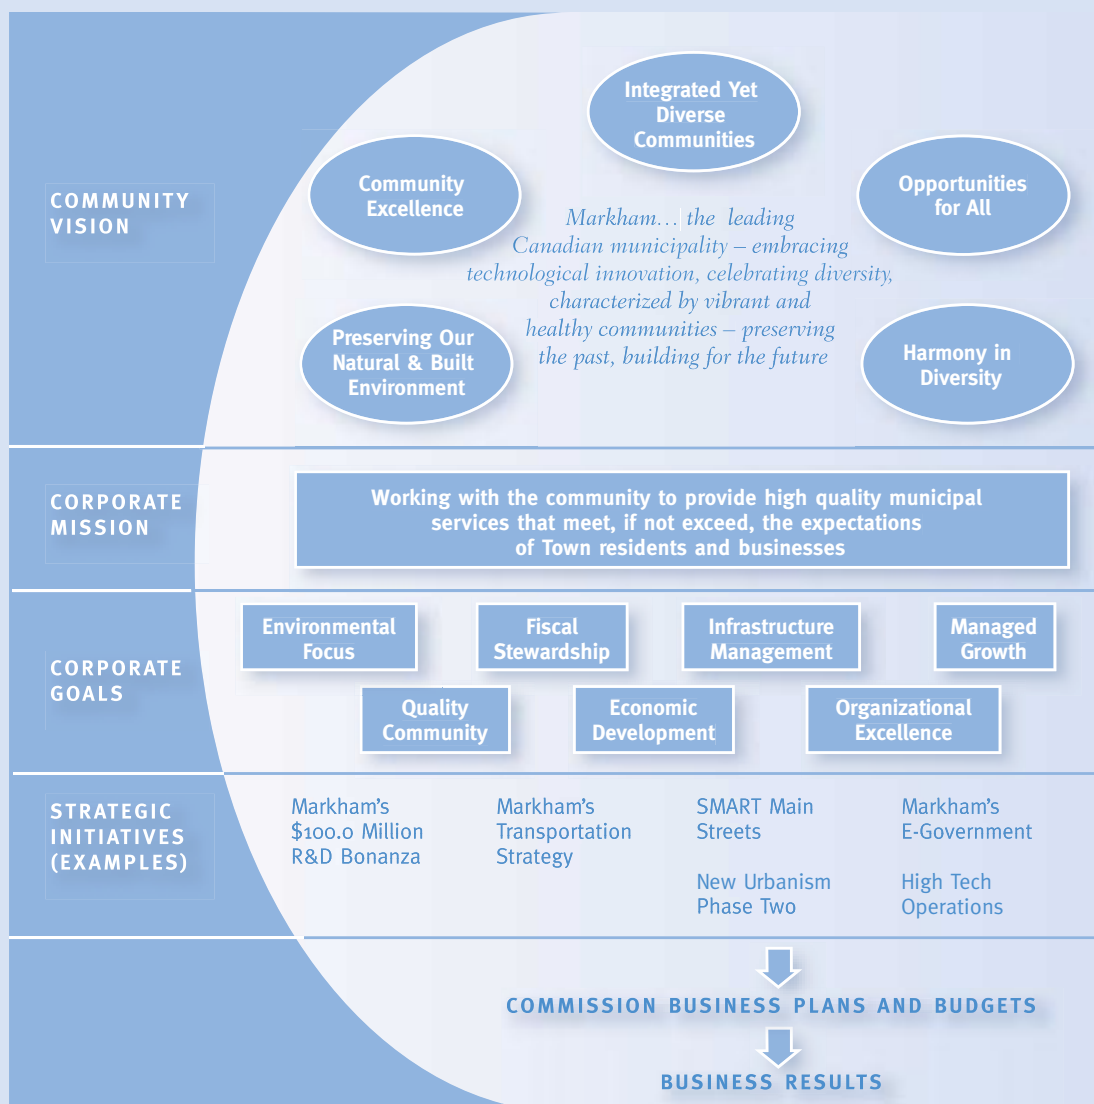 COMMUNITY
VISION
Integrated Yet
Diverse
Communities
Community
Excellence
Opportunities
for All
Markham… the leading
Canadian municipality – embracing
technological innovation, celebrating diversity,
characterized by vibrant and
healthy communities – preserving
the past, building for the future
Preserving Our
Natural & Built
Environment
Harmony in
Diversity
CORPORATE
MISSION
Working with the community to provide high quality municipal
services that meet, if not exceed, the expectations
of Town residents and businesses
CORPORATE
GOALS
Environmental
Focus
Fiscal
Stewardship
Infrastructure
Management
Managed
Growth
Quality
Community
Economic
Development
Organizational
Excellence
STRATEGIC
INITIATIVES
(EXAMPLES)
Markham’s
$100.0 Million
R&D Bonanza
Markham’s
Transportation
Strategy
SMART Main
Streets
New Urbanism
Phase Two
Markham’s
E-Government
High Tech
Operations
COMMISSION BUSINESS PLANS AND BUDGETS
BUSINESS RESULTS